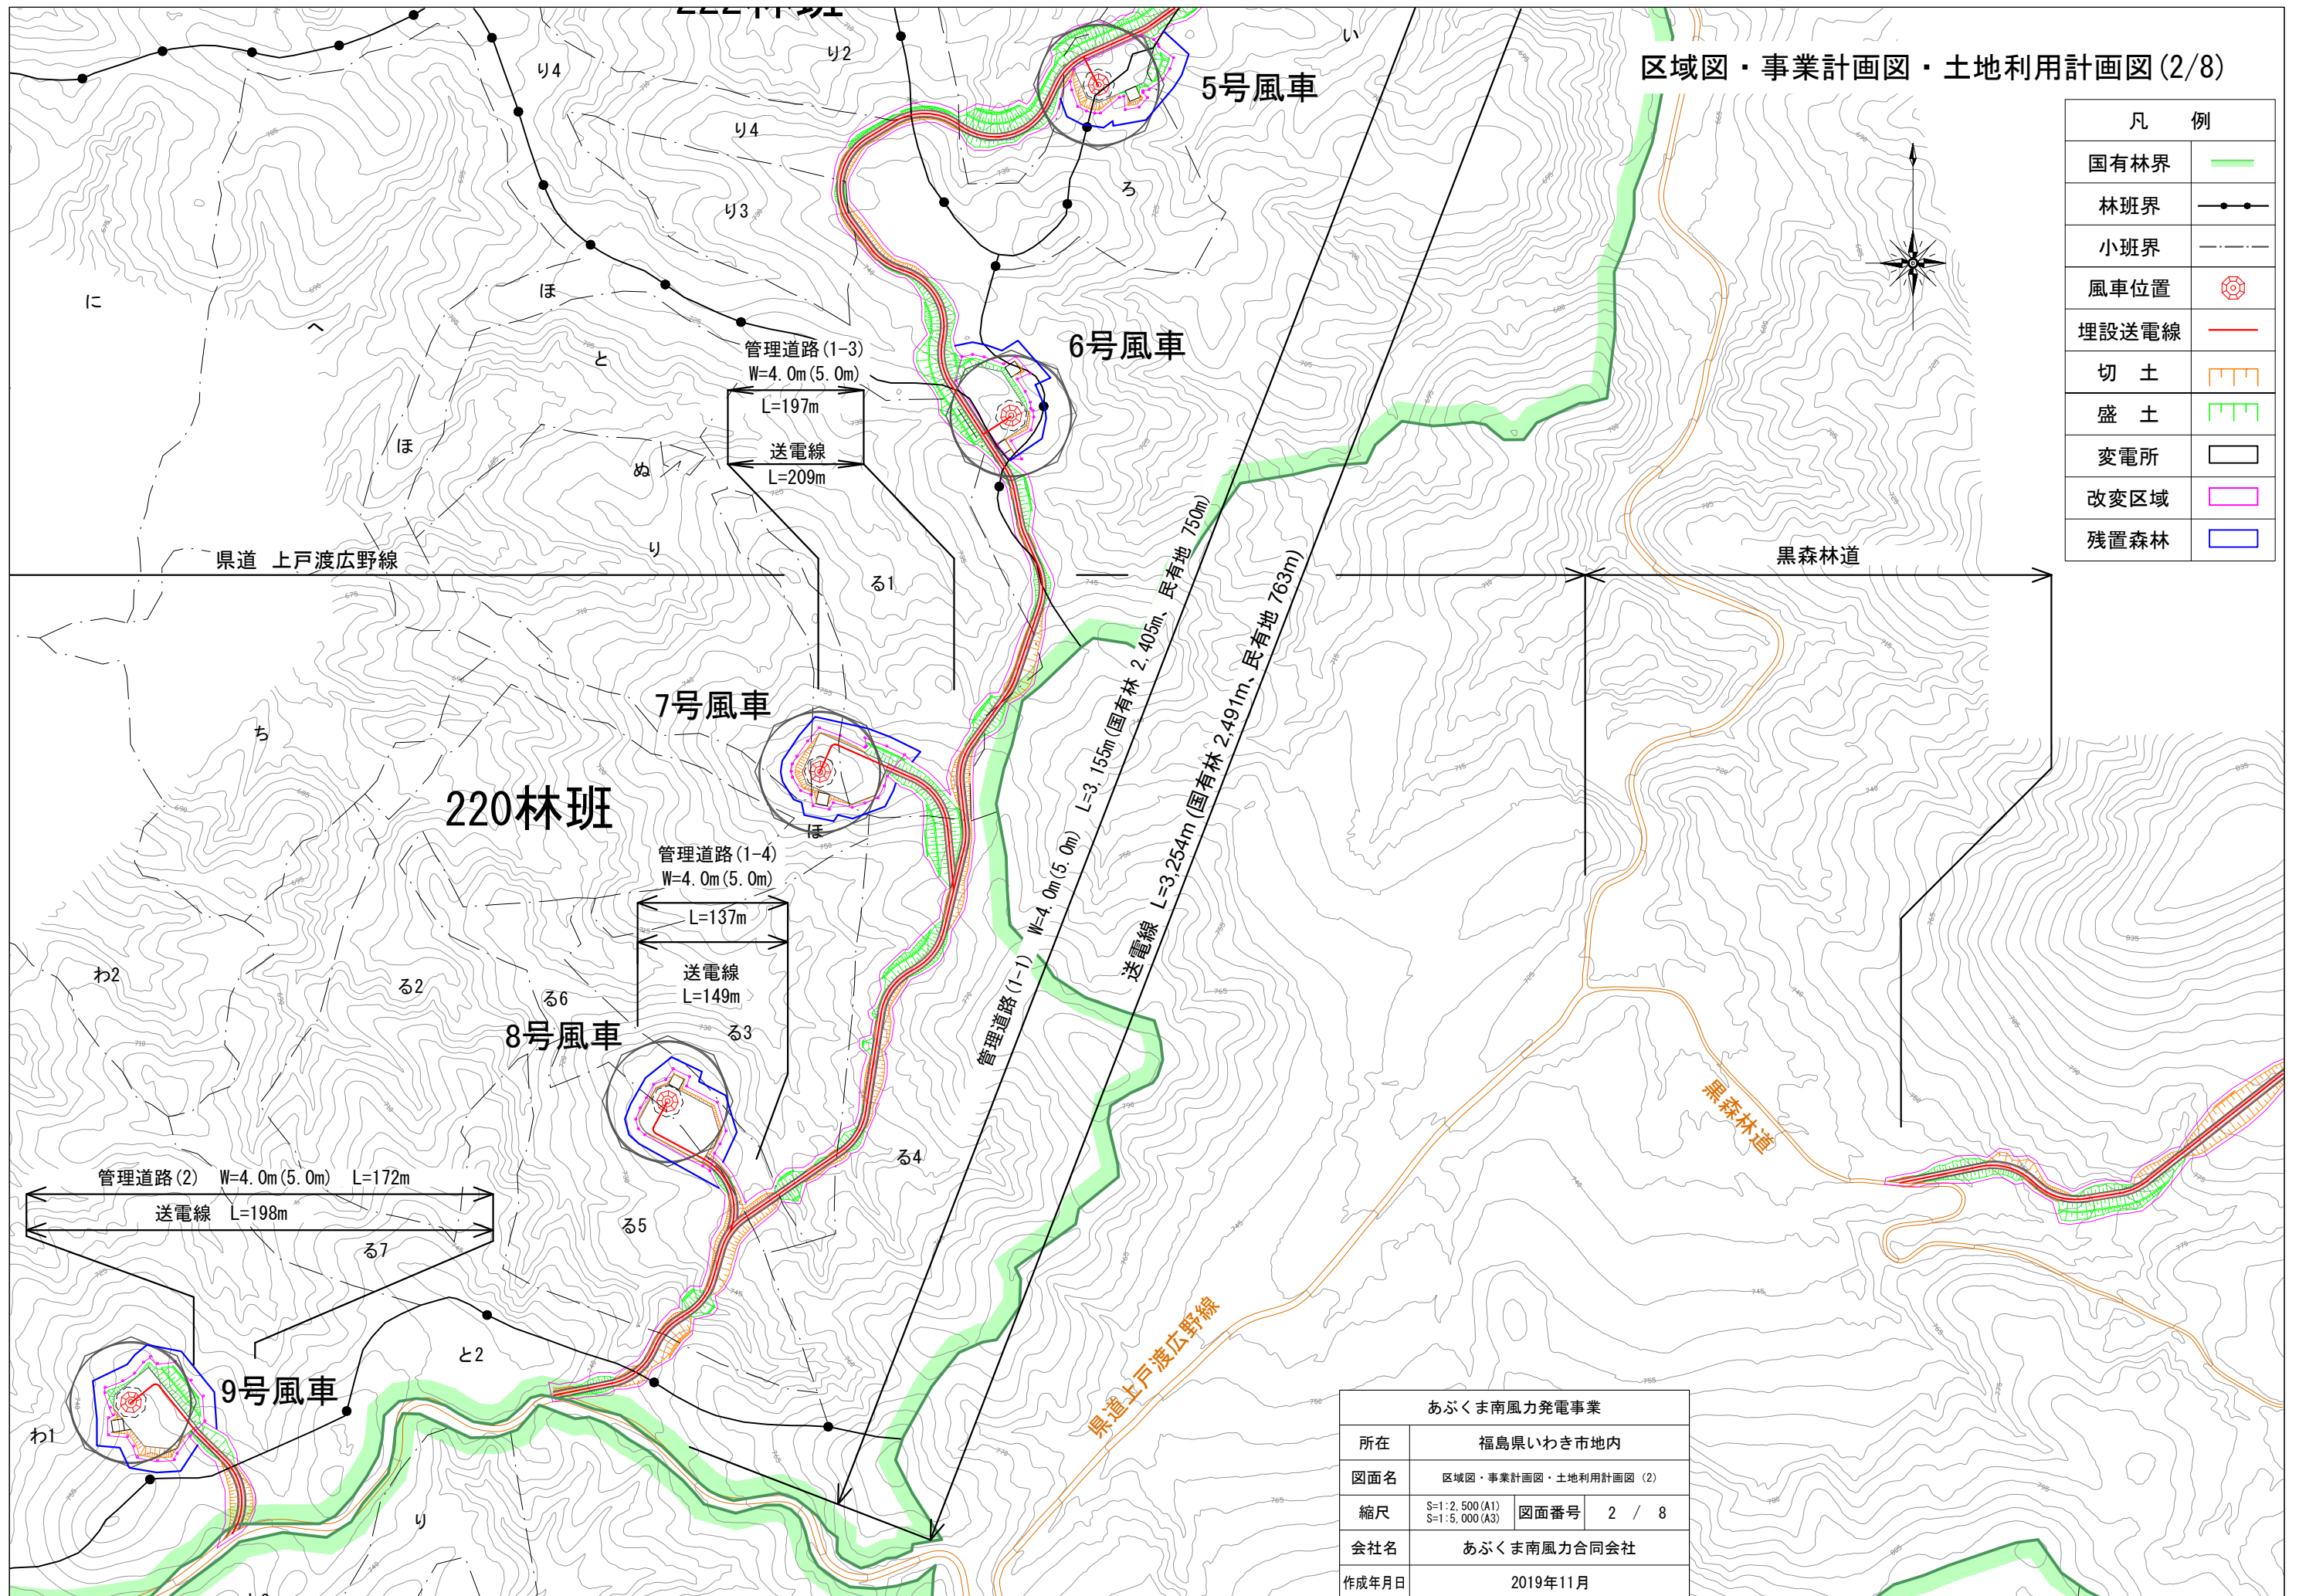 区域図・事業計画図・土地利用計画図(2/8)
凡 例
国有林界
林班界
小班界
風車位置
埋設送電線
切 土
盛 土
変電所
改変区域
残置森林
222林班
り2
り4
い
5号風車
り4
ろ
り3
に
へ
ほ
と
6号風車
管理道路(1-3)
W=4.0m(5.0m)
L=197m
送電線
L=209m
ほ
ぬ
り
県道 上戸渡広野線
る1
黒森林道
管理道路(1-1) W=4.0m(5.0m) L=3,155m(国有林 2,405m、民有地 750m)
送電線 L=3,254m(国有林 2,491m、民有地 763m)
7号風車
ち
220林班
ほ
管理道路(1-4)
W=4.0m(5.0m)
L=137m
送電線
L=149m
わ2
る2
る6
る3
8号風車
る4
る5
黒森林道
管理道路(2) W=4.0m(5.0m) L=172m
送電線 L=198m
る7
と2
9号風車
わ1
り
県道上戸渡広野線
あぶくま南風力発電事業
所在 福島県いわき市地内
図面名 区域図・事業計画図・土地利用計画図 (2)
縮尺 S=1:2,500(A1) S=1:5,000(A3) 図面番号 2 / 8
会社名 あぶくま南風力合同会社
作成年月日 2019年11月